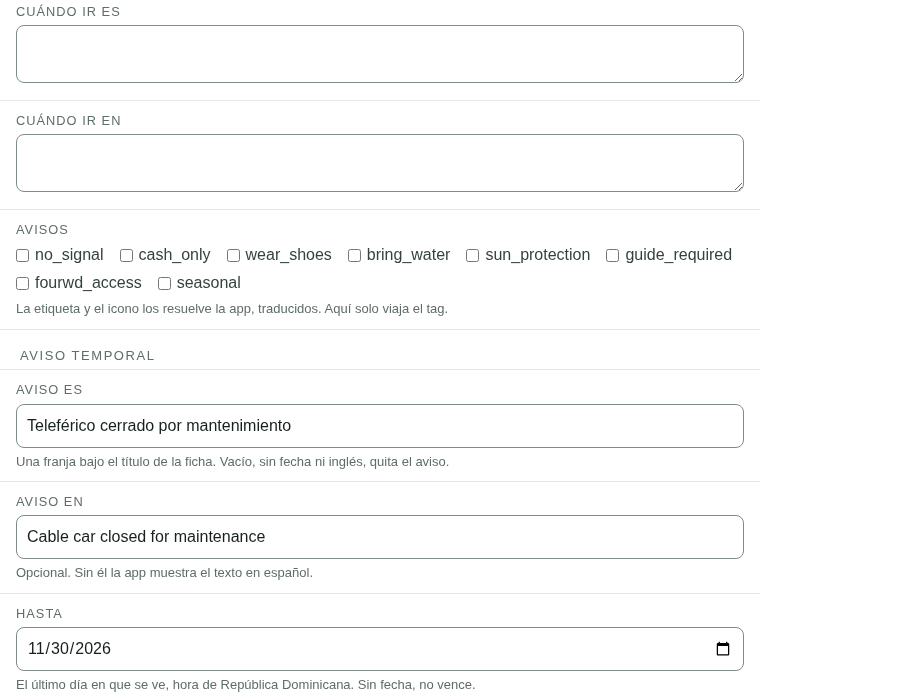 CUÁNDO IR ES
CUÁNDO IR EN
AVISOS
no_signal cash_only wear_shoes bring_water sun_protection guide_required
fourwd_access seasonal
La etiqueta y el icono los resuelve la app, traducidos. Aquí solo viaja el tag.
AVISO TEMPORAL
AVISO ES
Teleférico cerrado por mantenimiento
Una franja bajo el título de la ficha. Vacío, sin fecha ni inglés, quita el aviso.
AVISO EN
Cable car closed for maintenance
Opcional. Sin él la app muestra el texto en español.
HASTA
11/30/2026
El último día en que se ve, hora de República Dominicana. Sin fecha, no vence.